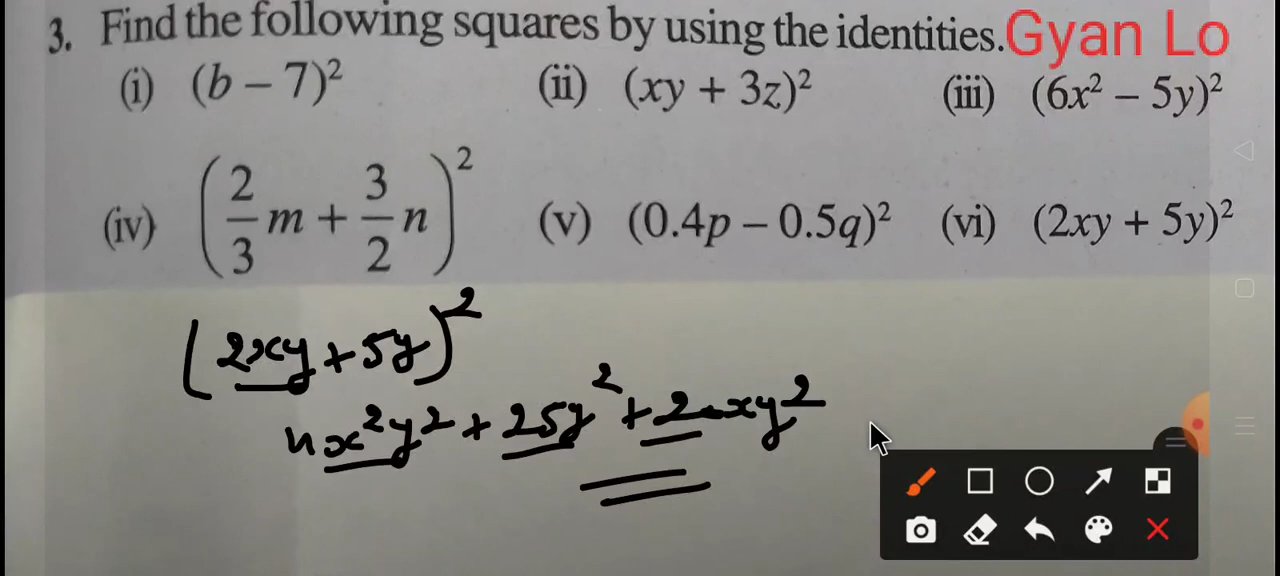 3. Find the following squares by using the identities. Gyan Lo
(i) (b – 7)² (ii) (xy + 3z)² (iii) (6x² – 5y)²
(iv) (2/3 m + 3/2 n)² (v) (0.4p – 0.5q)² (vi) (2xy + 5y)²
(2xy + 5y)²
4x²y² + 25y² + 20xy²